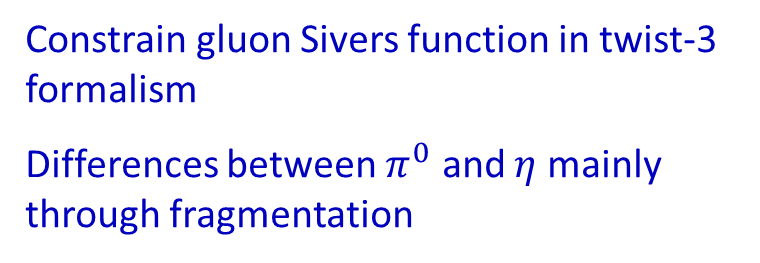 Constrain gluon Sivers function in twist-3
formalism
Differences between π⁰ and η mainly
through fragmentation